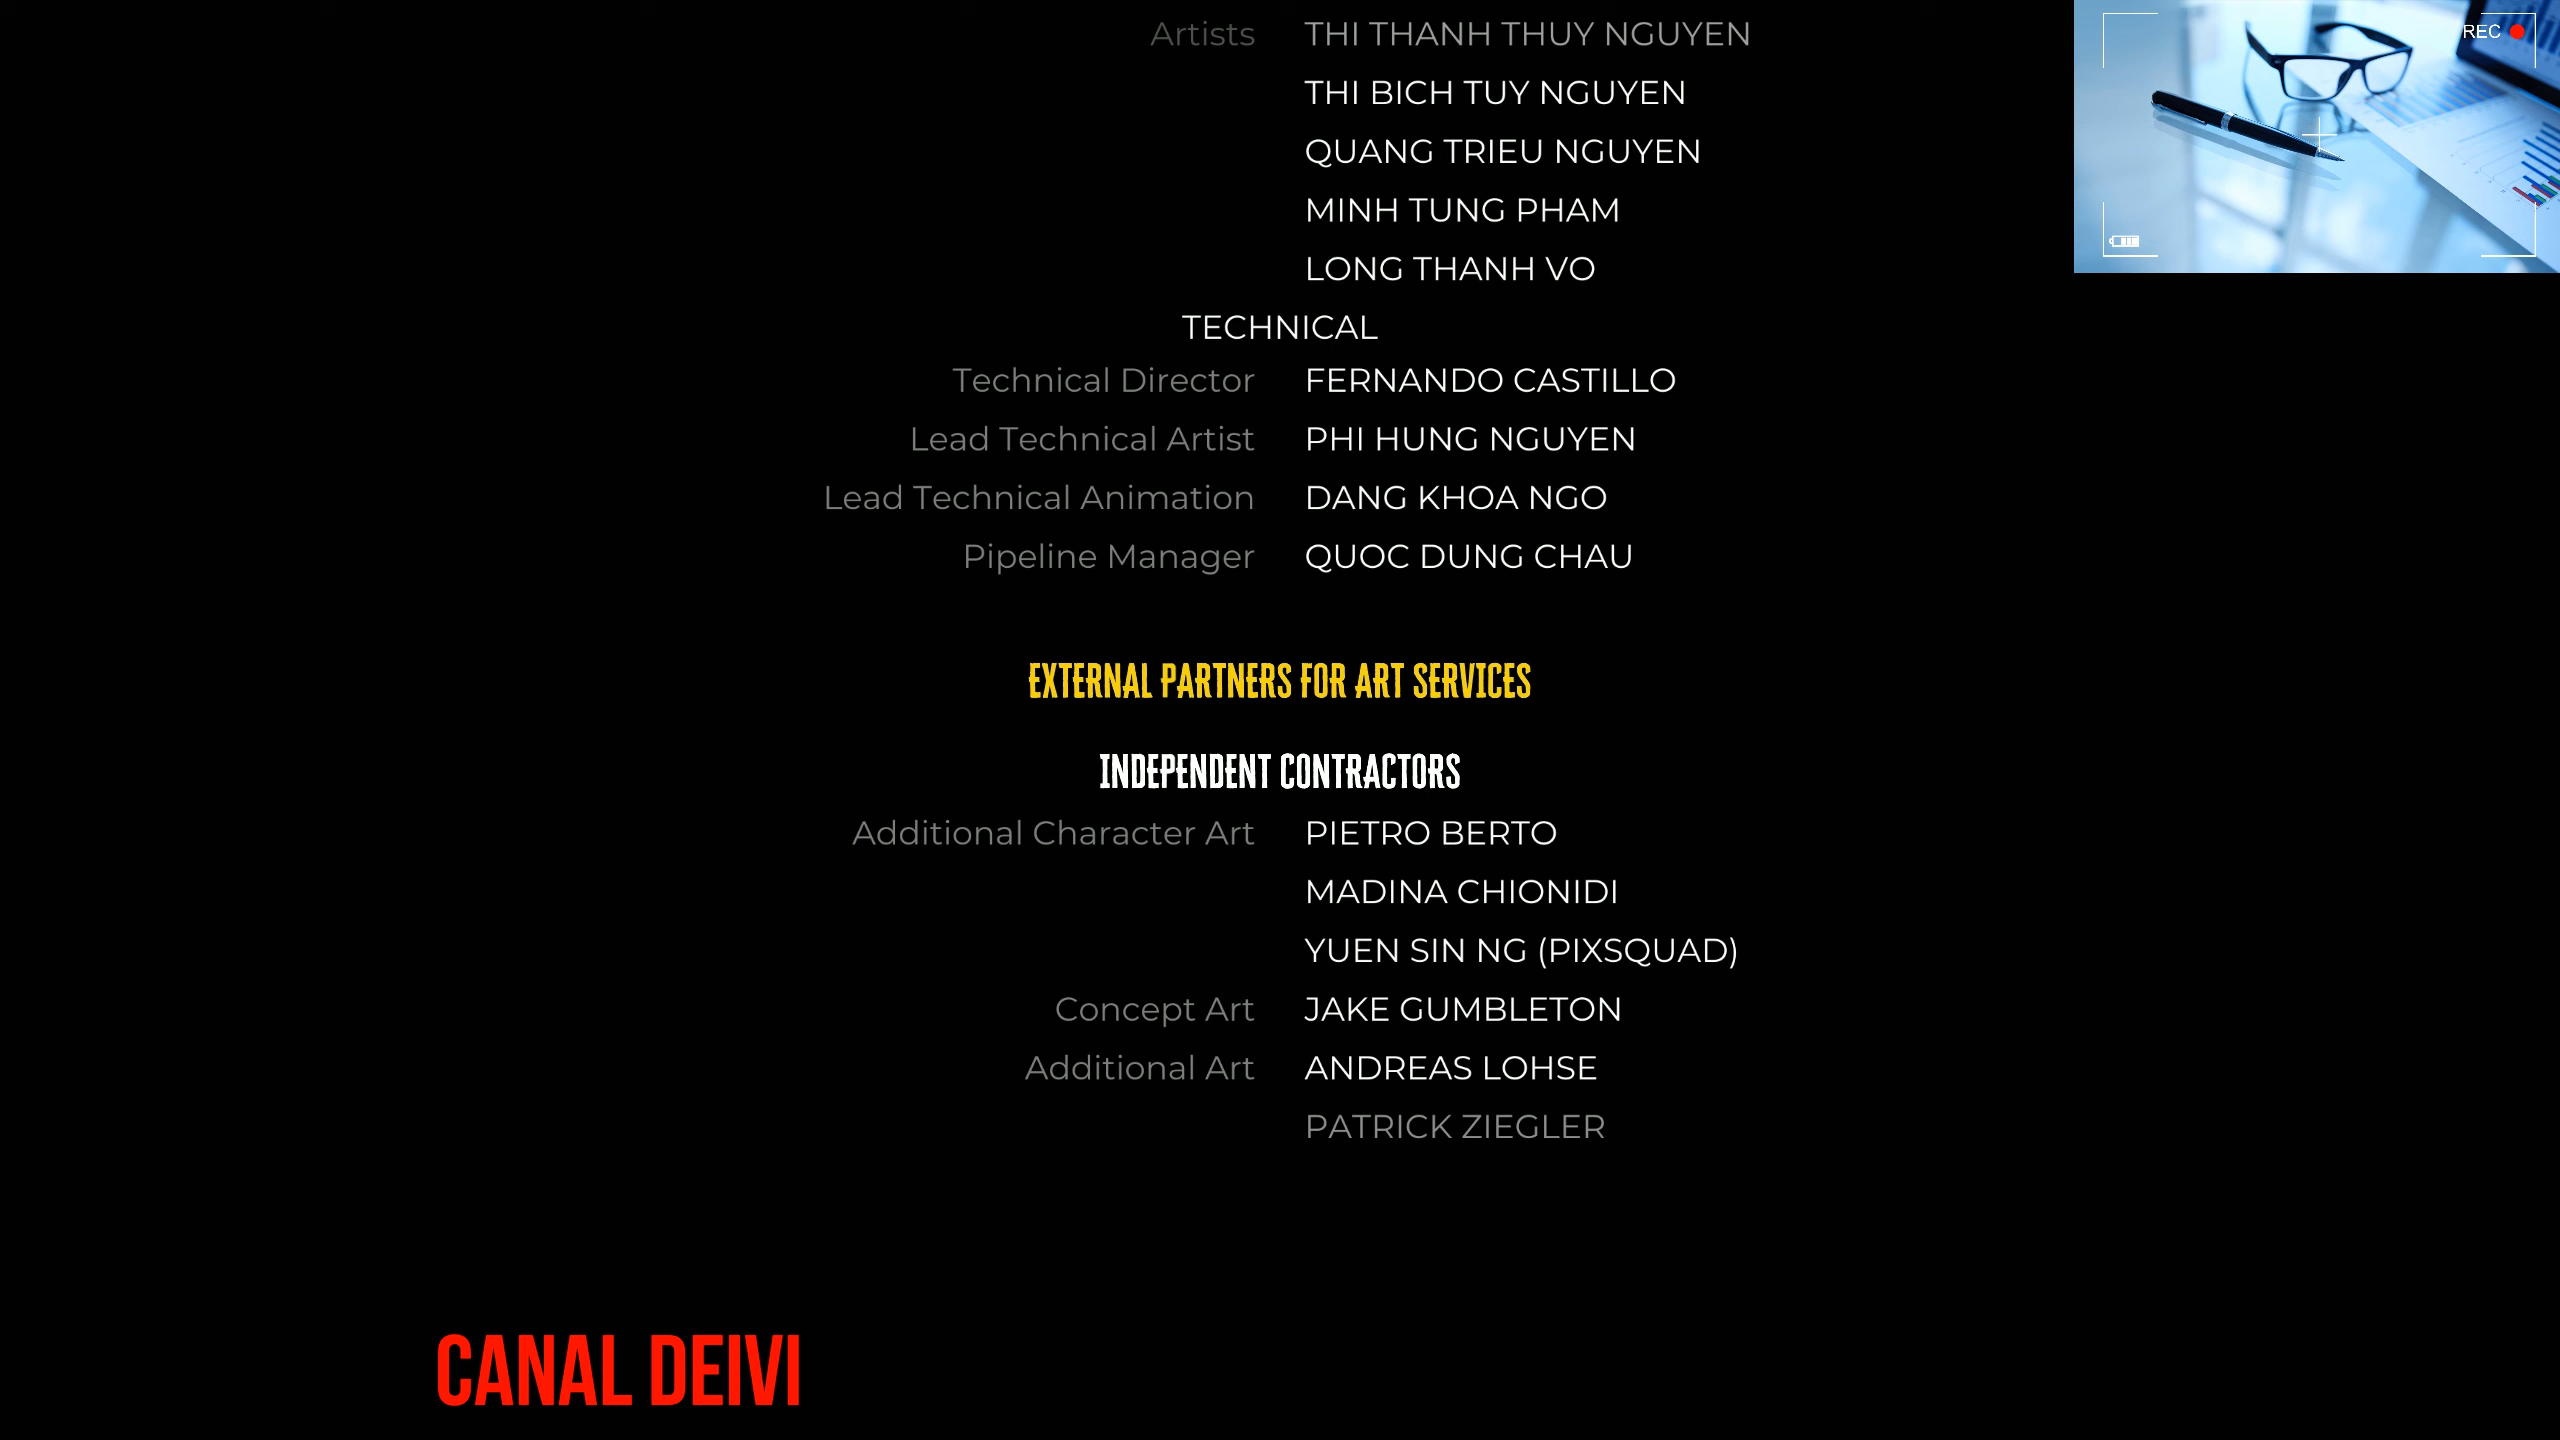 Artists THI THANH THUY NGUYEN
REC
THI BICH TUY NGUYEN
QUANG TRIEU NGUYEN
MINH TUNG PHAM
LONG THANH VO
TECHNICAL
Technical Director FERNANDO CASTILLO
Lead Technical Artist PHI HUNG NGUYEN
Lead Technical Animation DANG KHOA NGO
Pipeline Manager QUOC DUNG CHAU
EXTERNAL PARTNERS FOR ART SERVICES
INDEPENDENT CONTRACTORS
Additional Character Art PIETRO BERTO
MADINA CHIONIDI
YUEN SIN NG (PIXSQUAD)
Concept Art JAKE GUMBLETON
Additional Art ANDREAS LOHSE
PATRICK ZIEGLER
CANAL DEIVI